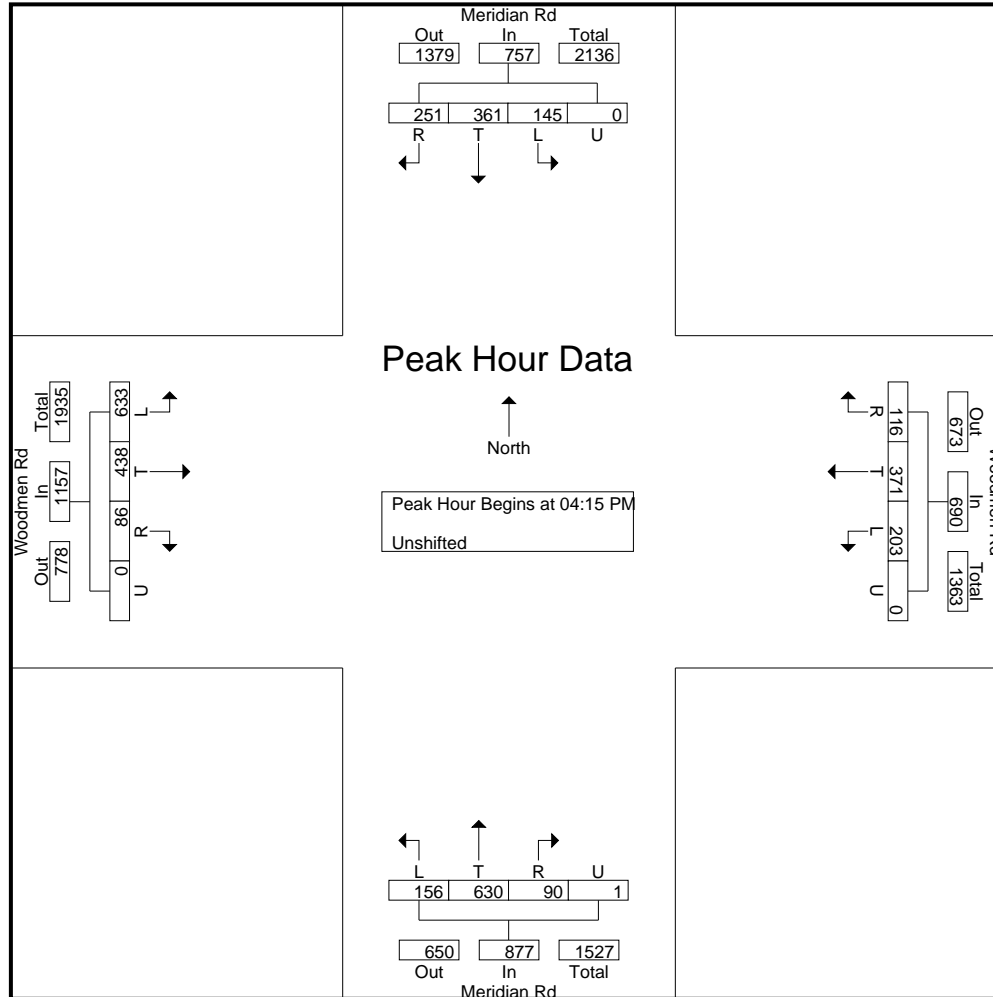 Meridian Rd
Out In Total
1379 757 2136
251 361 145 0
R T L U
Peak Hour Data
North
Peak Hour Begins at 04:15 PM
Unshifted
Woodmen Rd
Total In Out
1935 1157 778
633 438 86 0
L T R U
R T L U
116 371 203 0
Out In Total
673 690 1363
L T R U
156 630 90 1
650 877 1527
Out In Total
Meridian Rd